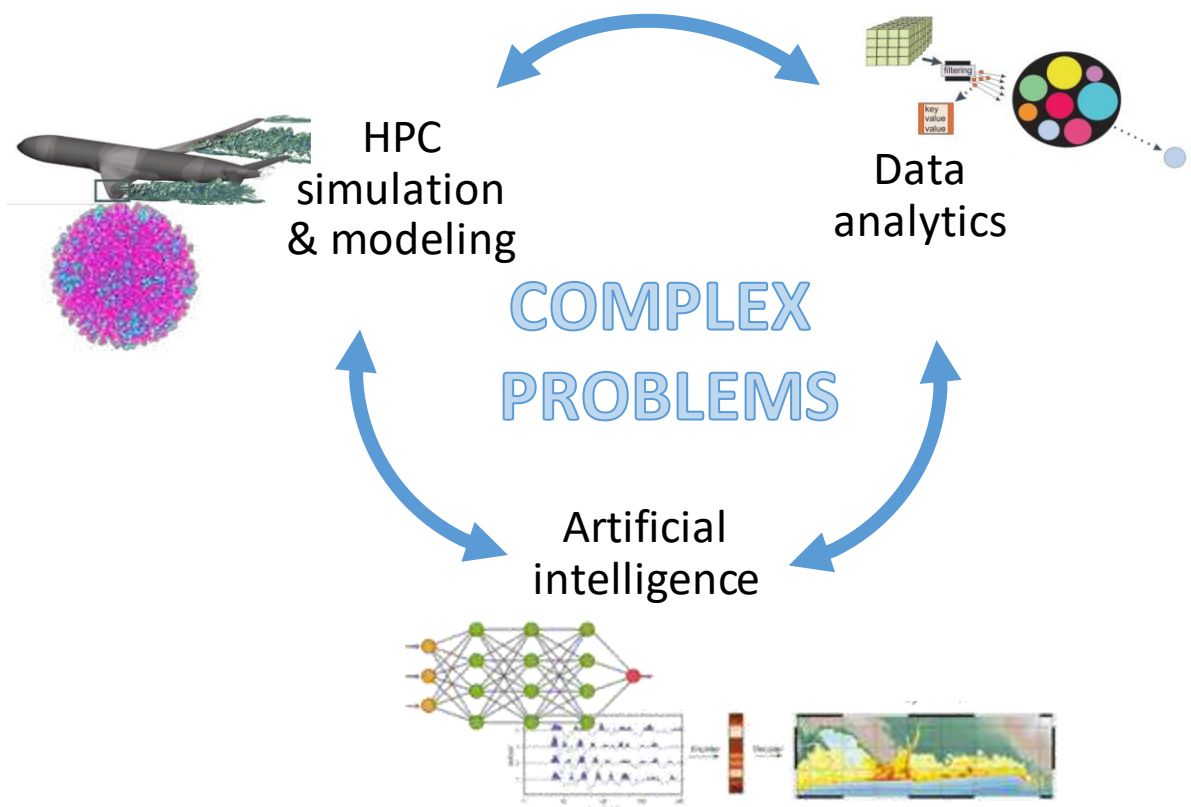 HPC
simulation
& modeling
filtering
key
value
value
Data
analytics
COMPLEX
PROBLEMS
Artificial
intelligence